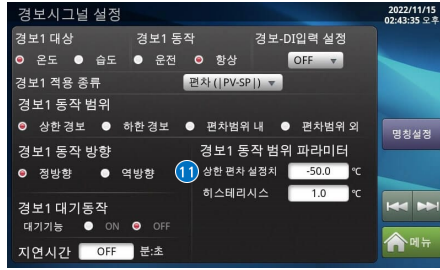 경보시그널 설정
2022/11/15
02:43:35 오후
경보1 대상 경보1 동작 경보-DI입력 설정
온도 습도 운전 항상 OFF
경보1 적용 종류 편차(|PV-SP|)
경보1 동작 범위
상한 경보 하한 경보 편차범위 내 편차범위 외
명칭설정
경보1 동작 방향 경보1 동작 범위 파라미터
정방향 역방향 11 상한 편차 설정치 -50.0 ℃
히스테리시스 1.0 ℃
경보1 대기동작
대기기능 ON OFF
지연시간 OFF 분:초
메뉴